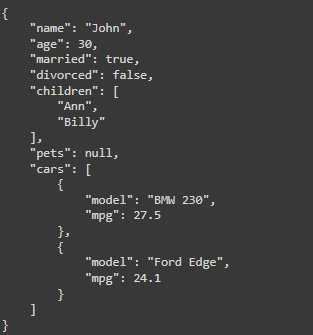 {
    "name": "John",
    "age": 30,
    "married": true,
    "divorced": false,
    "children": [
        "Ann",
        "Billy"
    ],
    "pets": null,
    "cars": [
        {
            "model": "BMW 230",
            "mpg": 27.5
        },
        {
            "model": "Ford Edge",
            "mpg": 24.1
        }
    ]
}